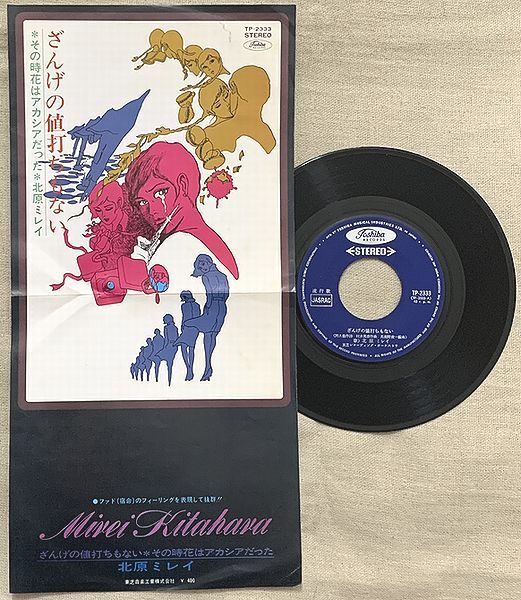 TP-2333
STEREO
Toshiba
ざんげの値打ちもない
＊その時花はアカシアだった＊北原ミレイ
●ファド(宿命)のフィーリングを表現して抜群!!
Mirei Kitahara
ざんげの値打ちもない＊その時花はアカシアだった
北原ミレイ
東芝音楽工業株式会社 ¥ 400
Toshiba
RECORDS
STEREO
流行歌
JASRAC
TP-2333
ざんげの値打ちもない
北原ミレイ